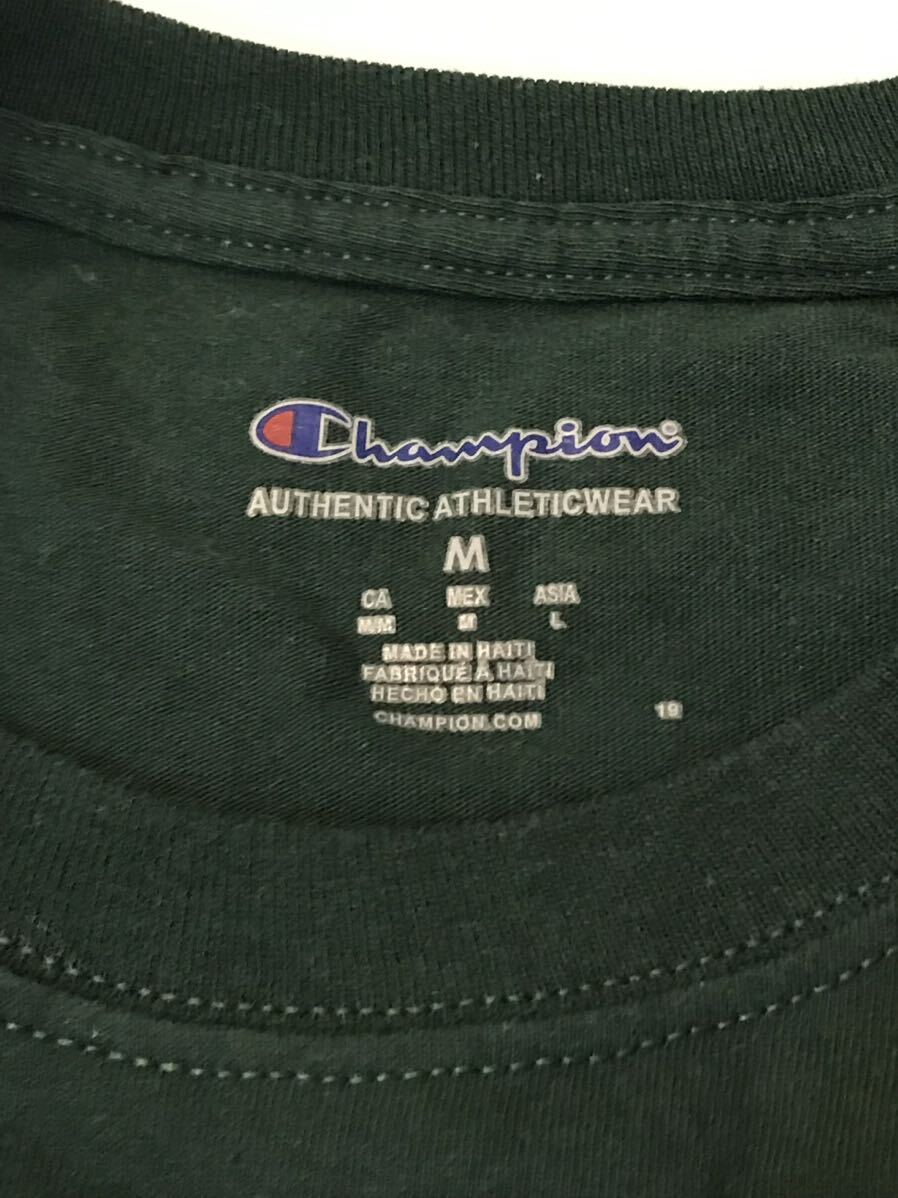 Champion®
AUTHENTIC ATHLETICWEAR
M
CA MEX ASIA
M/M M L
MADE IN HAITI
FABRIQUÉ À HAITI
HECHO EN HAITI
CHAMPION.COM 19